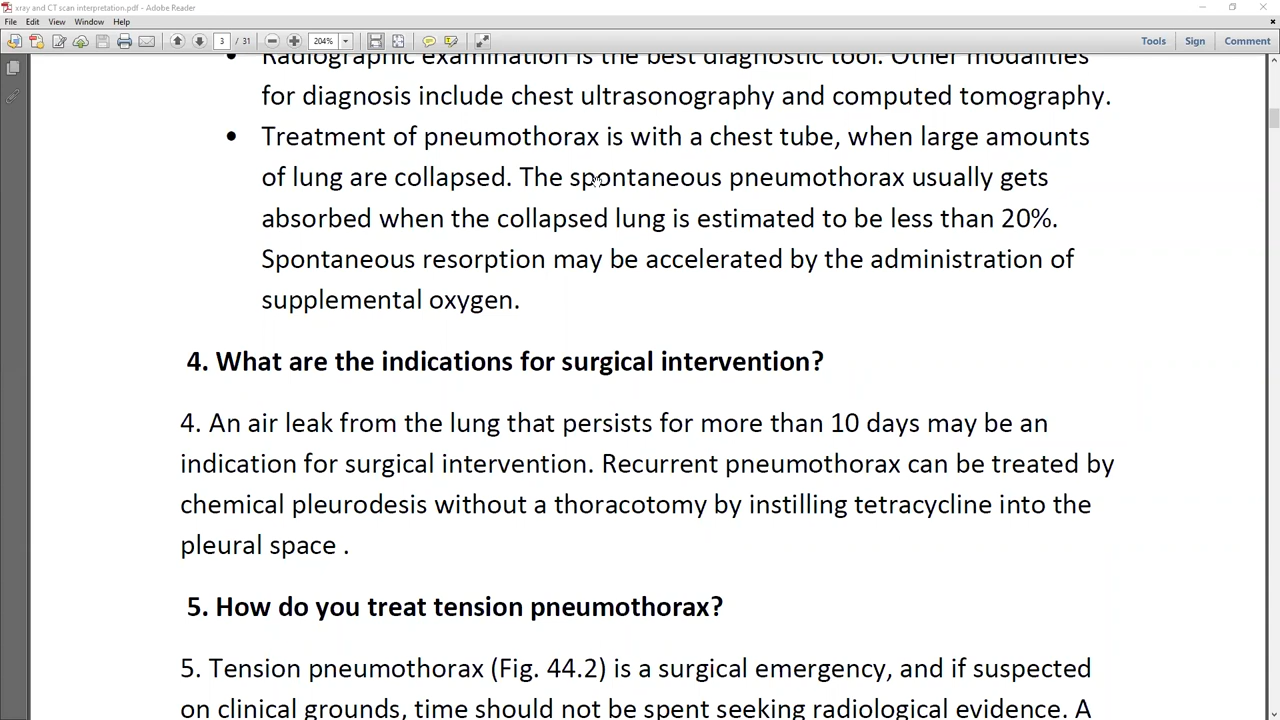 xray and CT scan interpretation.pdf - Adobe Reader
File Edit View Window Help
3 / 31 204% Tools Sign Comment
Radiographic examination is the best diagnostic tool. Other modalities
for diagnosis include chest ultrasonography and computed tomography.
• Treatment of pneumothorax is with a chest tube, when large amounts
of lung are collapsed. The spontaneous pneumothorax usually gets
absorbed when the collapsed lung is estimated to be less than 20%.
Spontaneous resorption may be accelerated by the administration of
supplemental oxygen.
4. What are the indications for surgical intervention?
4. An air leak from the lung that persists for more than 10 days may be an
indication for surgical intervention. Recurrent pneumothorax can be treated by
chemical pleurodesis without a thoracotomy by instilling tetracycline into the
pleural space .
5. How do you treat tension pneumothorax?
5. Tension pneumothorax (Fig. 44.2) is a surgical emergency, and if suspected
on clinical grounds, time should not be spent seeking radiological evidence. A